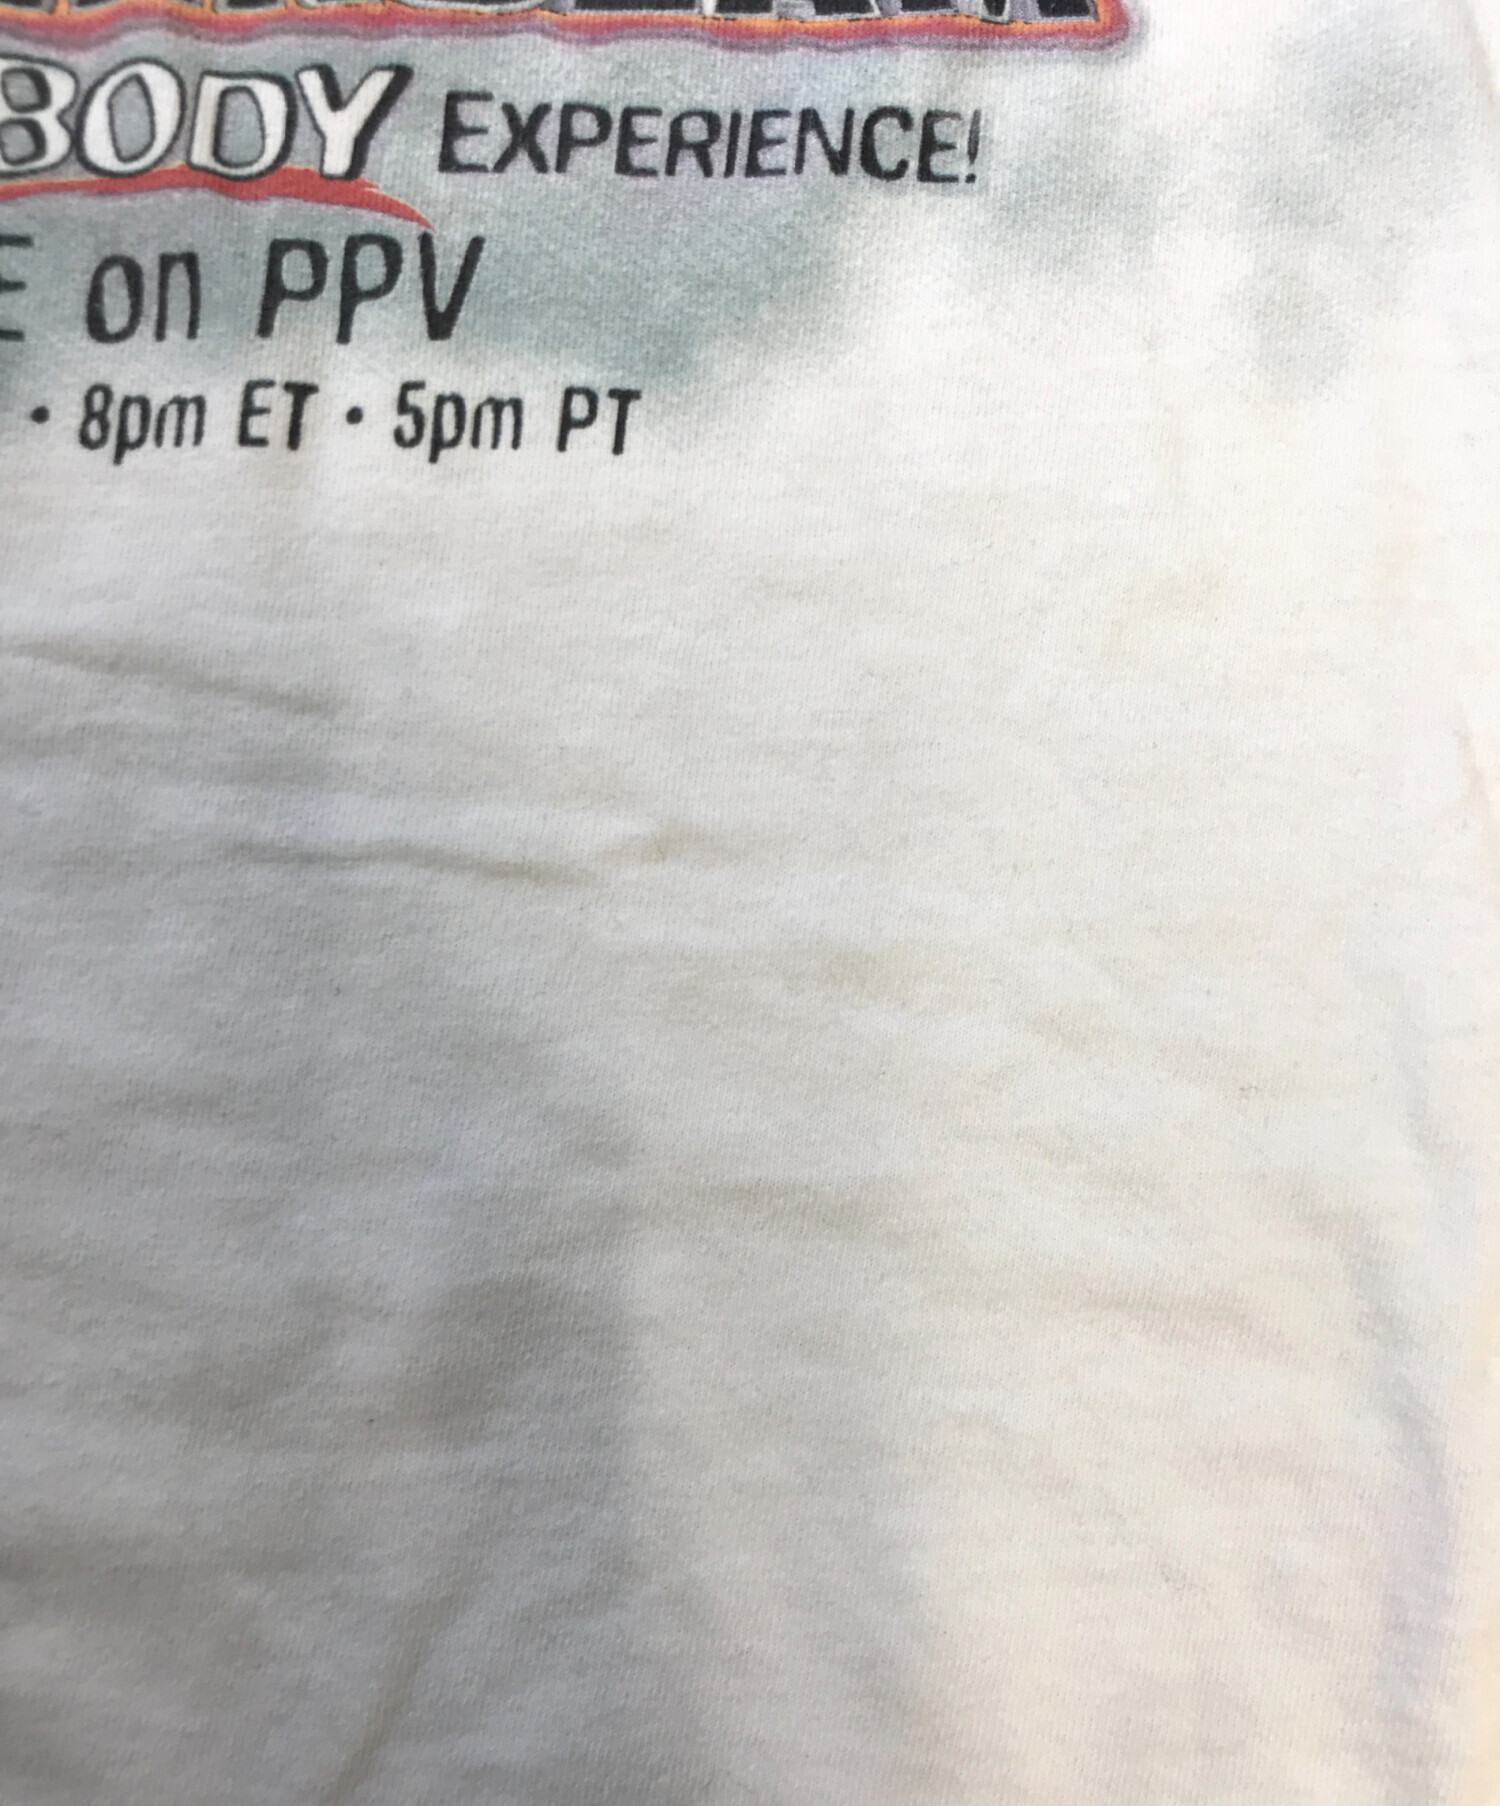 BODY EXPERIENCE!
on PPV
• 8pm ET • 5pm PT